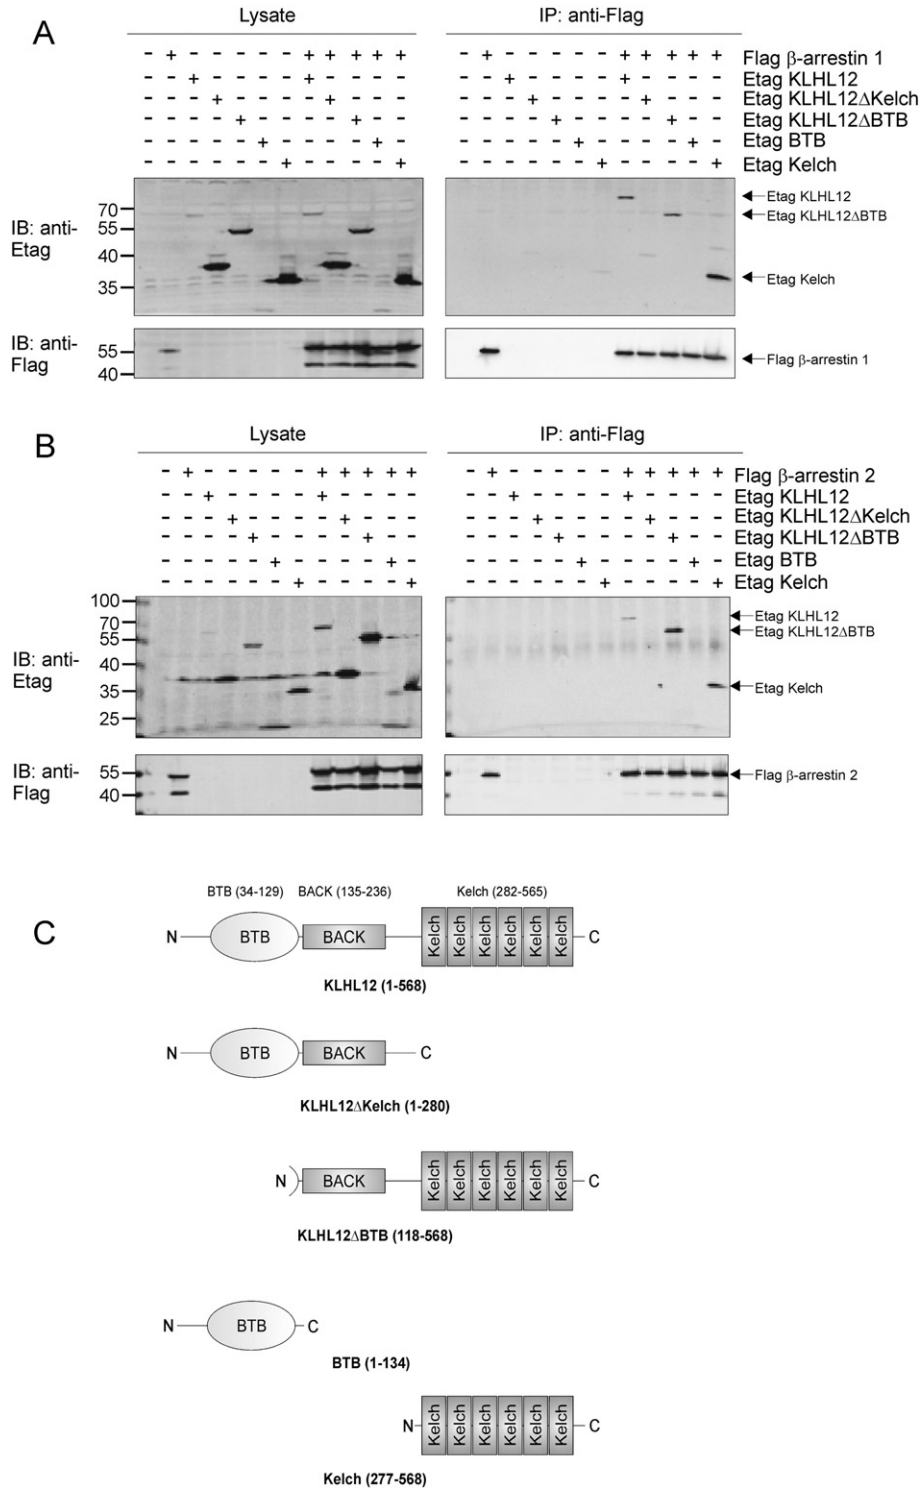 A
Lysate
IP: anti-Flag
- + - - - - - + + + + +
- + - - - - - + + + + +
Flag β-arrestin 1
- - + - - - - + - - - -
- - + - - - - + - - - -
Etag KLHL12
- - - + - - - - + - - -
- - - + - - - - + - - -
Etag KLHL12ΔKelch
- - - - + - - - - + - -
- - - - + - - - - + - -
Etag KLHL12ΔBTB
- - - - - + - - - - + -
- - - - - + - - - - + -
Etag BTB
- - - - - - + - - - - +
- - - - - - + - - - - +
Etag Kelch
IB: anti-
Etag
70
55
40
35
Etag KLHL12
Etag KLHL12ΔBTB
Etag Kelch
IB: anti-
Flag
55
40
Flag β-arrestin 1
B
Lysate
IP: anti-Flag
- + - - - - - + + + + +
- + - - - - - + + + + +
Flag β-arrestin 2
- - + - - - - + - - - -
- - + - - - - + - - - -
Etag KLHL12
- - - + - - - - + - - -
- - - + - - - - + - - -
Etag KLHL12ΔKelch
- - - - + - - - - + - -
- - - - + - - - - + - -
Etag KLHL12ΔBTB
- - - - - + - - - - + -
- - - - - + - - - - + -
Etag BTB
- - - - - - + - - - - +
- - - - - - + - - - - +
Etag Kelch
IB: anti-
Etag
100
70
55
40
35
25
Etag KLHL12
Etag KLHL12ΔBTB
Etag Kelch
IB: anti-
Flag
55
40
Flag β-arrestin 2
C
BTB (34-129) BACK (135-236) Kelch (282-565)
N BTB BACK Kelch Kelch Kelch Kelch Kelch Kelch C
KLHL12 (1-568)
N BTB BACK C
KLHL12ΔKelch (1-280)
N BACK Kelch Kelch Kelch Kelch Kelch Kelch C
KLHL12ΔBTB (118-568)
N BTB C
BTB (1-134)
N Kelch Kelch Kelch Kelch Kelch Kelch C
Kelch (277-568)